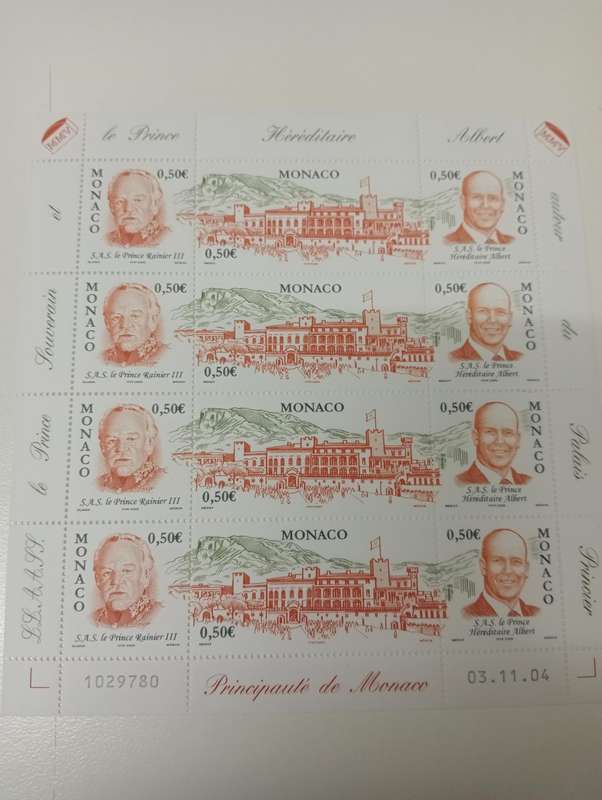 MMV
le Prince Héréditaire Albert
MMV
L.L.A.A.S.S. le Prince Souverain et
autour du Palais Princier
MONACO
0,50€
S.A.S. le Prince Rainier III
MONACO
0,50€
0,50€
MONACO
S.A.S. le Prince
Héréditaire Albert
MONACO
0,50€
S.A.S. le Prince Rainier III
MONACO
0,50€
0,50€
MONACO
S.A.S. le Prince
Héréditaire Albert
MONACO
0,50€
S.A.S. le Prince Rainier III
MONACO
0,50€
0,50€
MONACO
S.A.S. le Prince
Héréditaire Albert
MONACO
0,50€
S.A.S. le Prince Rainier III
MONACO
0,50€
0,50€
MONACO
S.A.S. le Prince
Héréditaire Albert
1029780
Principauté de Monaco
03.11.04